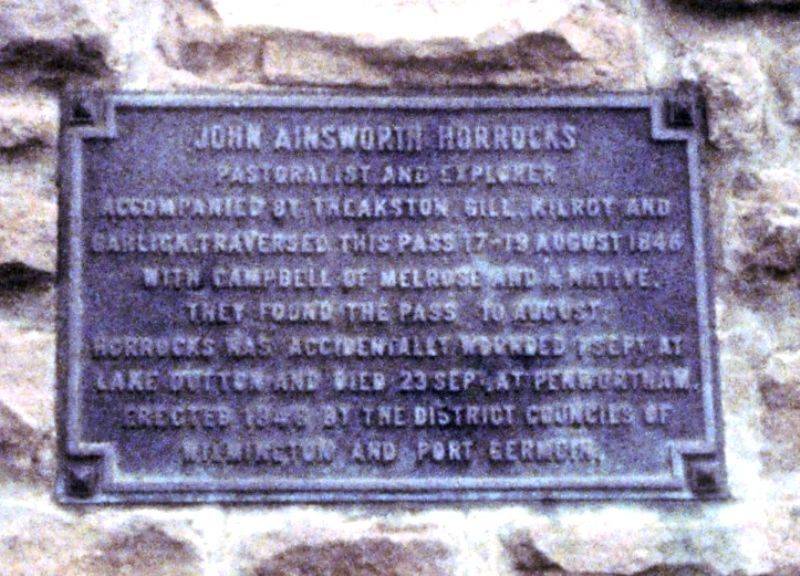 JOHN AINSWORTH HORROCKS
PASTORALIST AND EXPLORER
ACCOMPANIED BY THEAKSTON, GILL, KILROY AND
GARLICK, TRAVERSED THIS PASS 17-19 AUGUST 1846
WITH CAMPBELL OF MELROSE AND A NATIVE.
THEY FOUND THE PASS 10 AUGUST.
HORROCKS WAS ACCIDENTALLY WOUNDED SEPT. AT
LAKE DUTTON AND DIED 23 SEPT. AT PENWORTHAM.
ERECTED BY THE DISTRICT COUNCILS OF
WILMINGTON AND PORT GERMEIN.